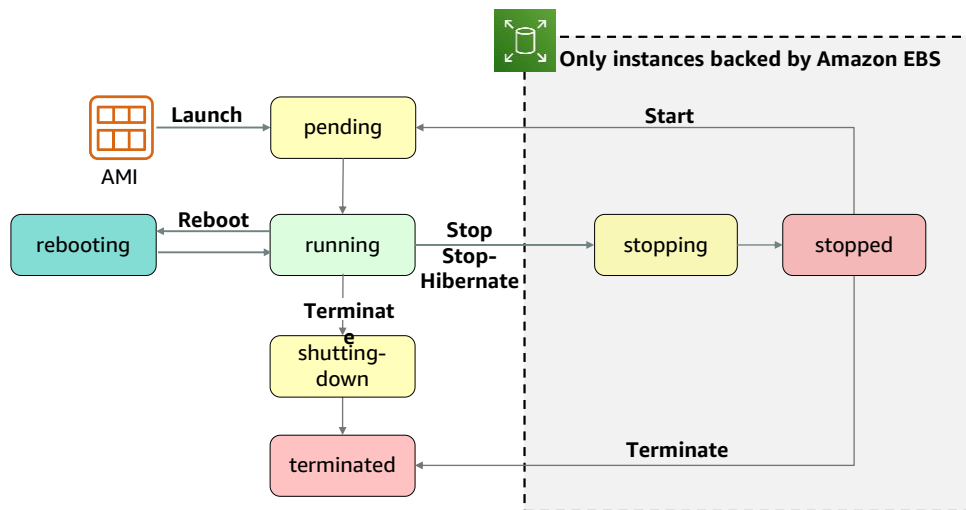 Only instances backed by Amazon EBS
Launch
pending
Start
AMI
rebooting
Reboot
running
Stop
Stop-
Hibernate
stopping
stopped
Terminat
e
shutting-
down
terminated
Terminate